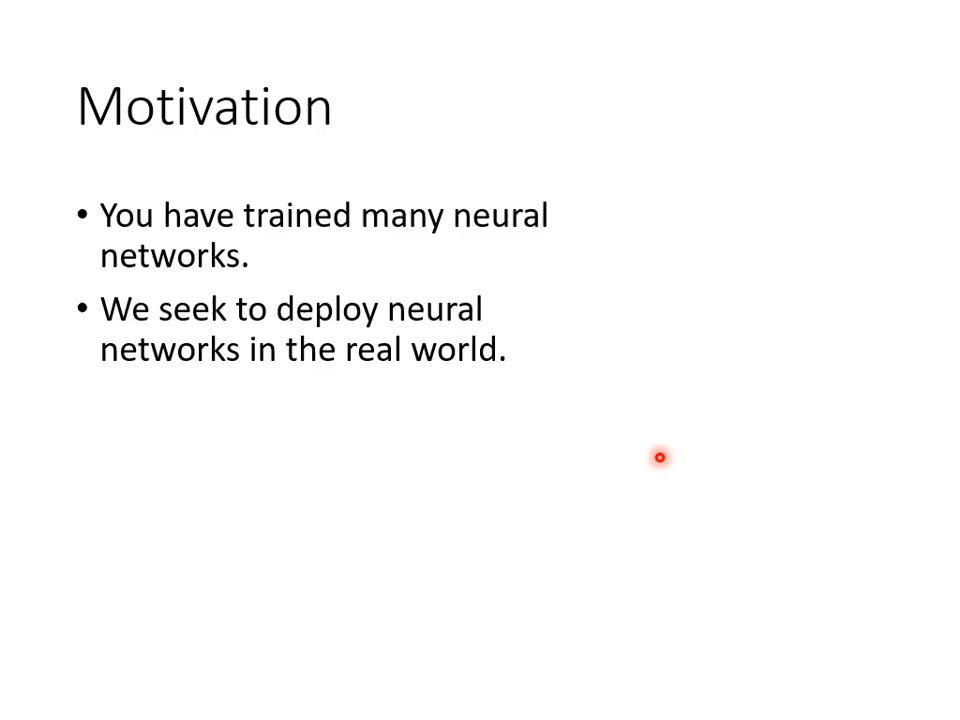 Motivation
• You have trained many neural
networks.
• We seek to deploy neural
networks in the real world.